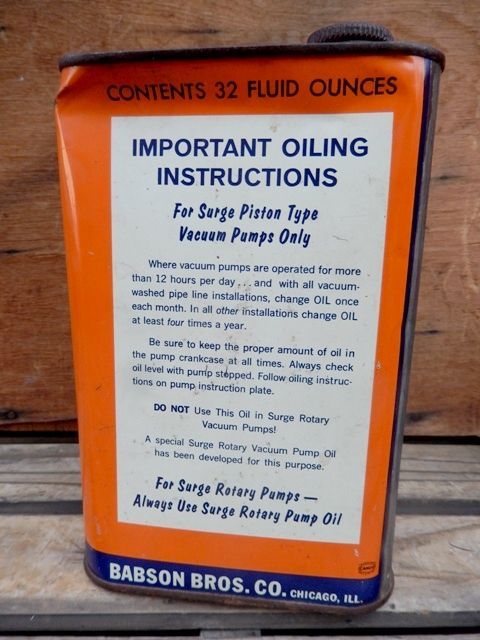 CONTENTS 32 FLUID OUNCES
IMPORTANT OILING
INSTRUCTIONS
For Surge Piston Type
Vacuum Pumps Only
Where vacuum pumps are operated for more
than 12 hours per day . . . and with all vacuum-
washed pipe line installations, change OIL once
each month. In all other installations change OIL
at least four times a year.
Be sure to keep the proper amount of oil in
the pump crankcase at all times. Always check
oil level with pump stopped. Follow oiling instruc-
tions on pump instruction plate.
DO NOT Use This Oil in Surge Rotary
Vacuum Pumps!
A special Surge Rotary Vacuum Pump Oil
has been developed for this purpose.
For Surge Rotary Pumps —
Always Use Surge Rotary Pump Oil
BABSON BROS. CO. CHICAGO, ILL.